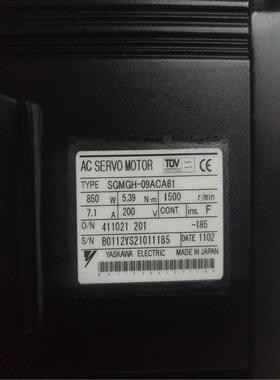 AC SERVO MOTOR TÜV CE
TYPE SGMGH-09ACA61
850 W 5.39 N·m 1500 r/min
7.1 A 200 V CONT ins. F
O/N 411021 201 -185
S/N B0112YS21011185 DATE 1102
YASKAWA ELECTRIC MADE IN JAPAN